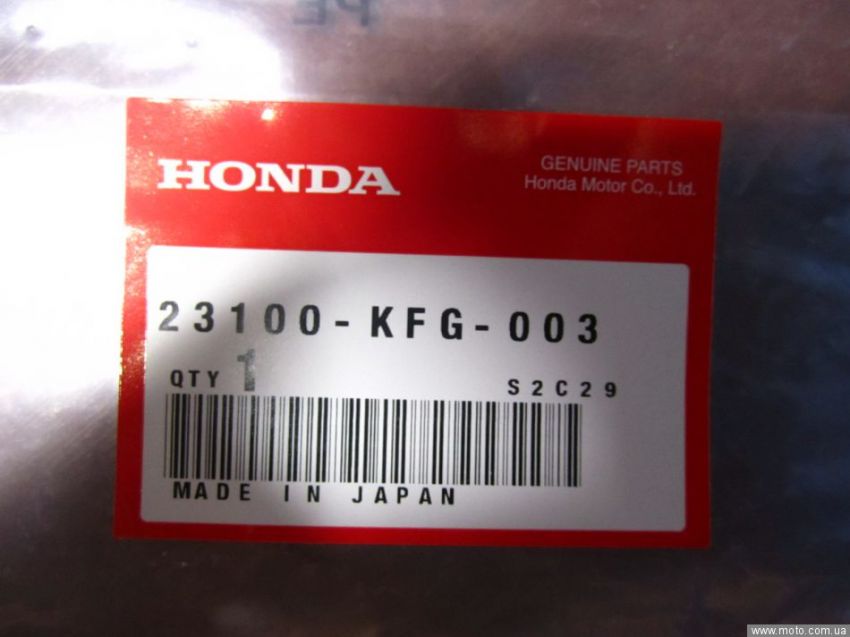 HONDA
GENUINE PARTS
Honda Motor Co., Ltd.
23100-KFG-003
QTY 1
S2C29
MADE IN JAPAN
www.moto.com.ua